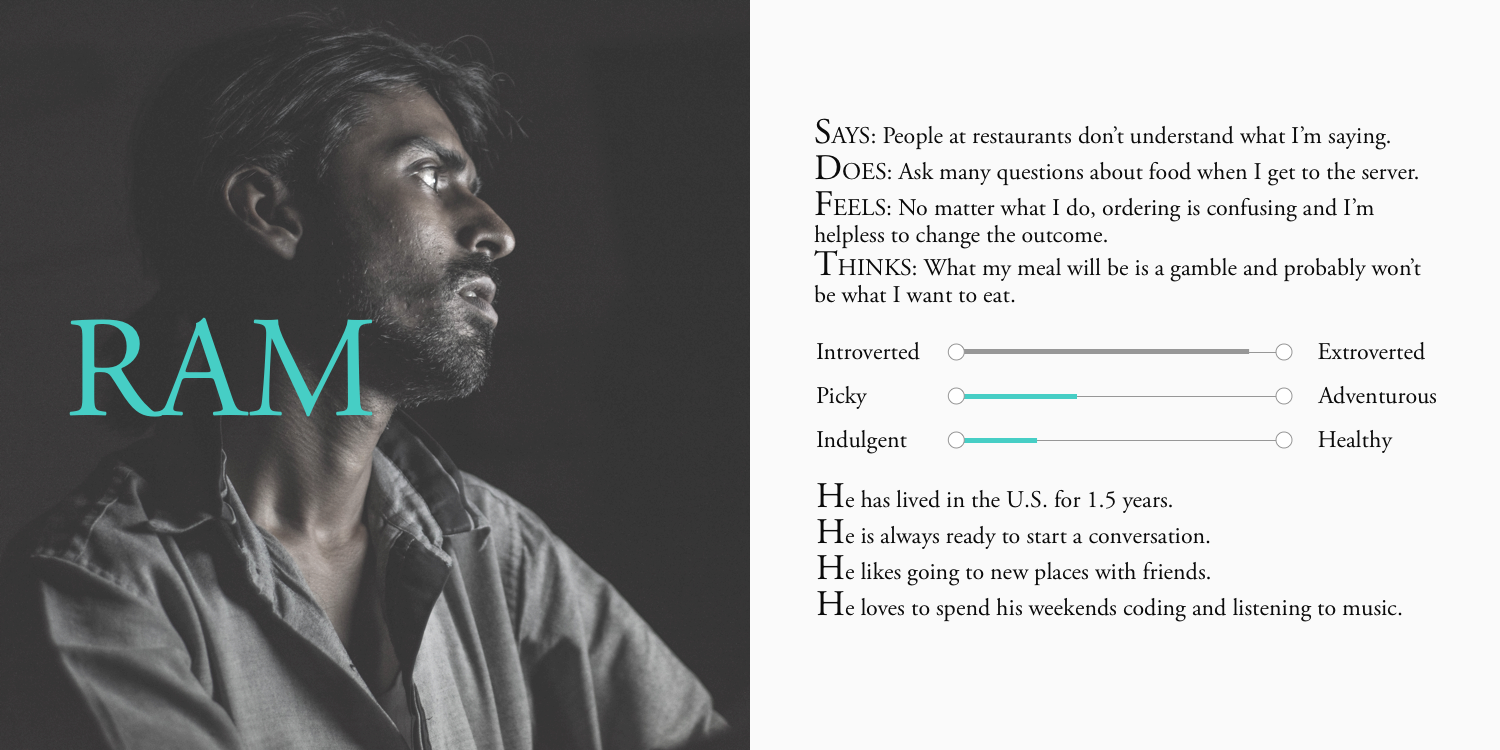 RAM
SAYS: People at restaurants don’t understand what I’m saying.
DOES: Ask many questions about food when I get to the server.
FEELS: No matter what I do, ordering is confusing and I’m
helpless to change the outcome.
THINKS: What my meal will be is a gamble and probably won’t
be what I want to eat.
Introverted Extroverted
Picky Adventurous
Indulgent Healthy
He has lived in the U.S. for 1.5 years.
He is always ready to start a conversation.
He likes going to new places with friends.
He loves to spend his weekends coding and listening to music.